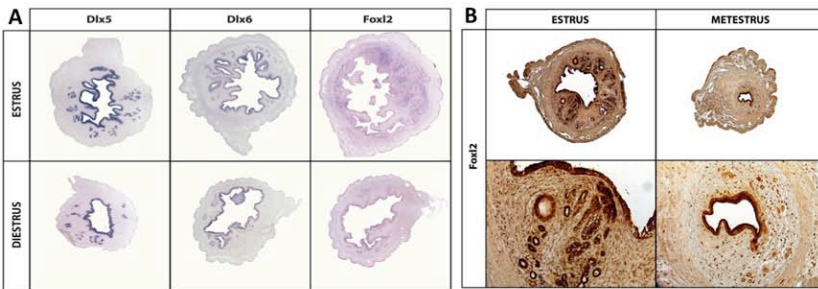 A
Dlx5 Dlx6 Foxl2
ESTRUS
DIESTRUS
B
ESTRUS METESTRUS
Foxl2